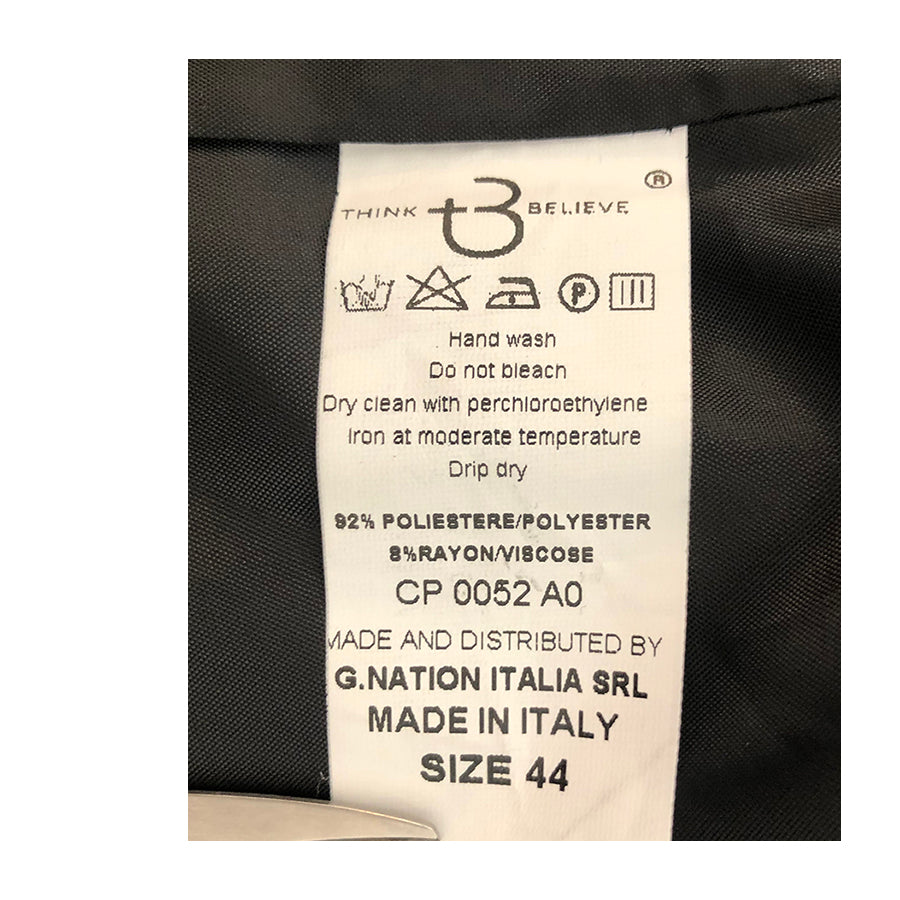 ®
THINK tB BELIEVE
P
Hand wash
Do not bleach
Dry clean with perchloroethylene
Iron at moderate temperature
Drip dry
92% POLIESTERE/POLYESTER
8%RAYON/VISCOSE
CP 0052 A0
MADE AND DISTRIBUTED BY
G.NATION ITALIA SRL
MADE IN ITALY
SIZE 44